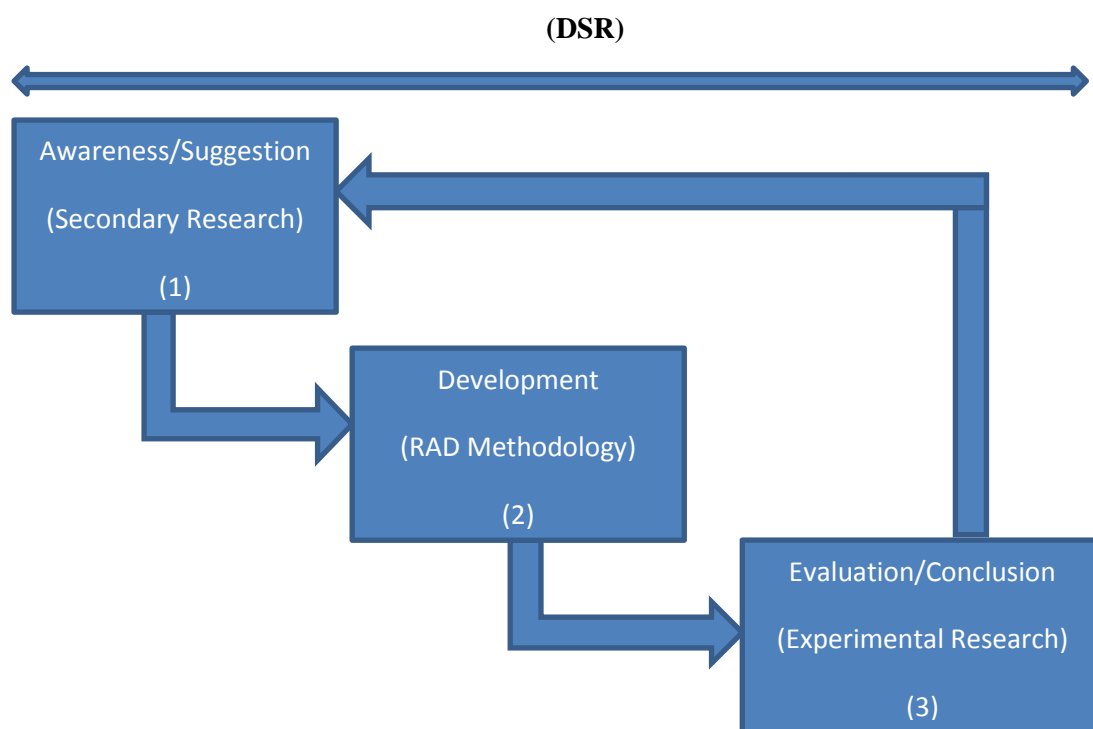 (DSR)
Awareness/Suggestion
(Secondary Research)
(1)
Development
(RAD Methodology)
(2)
Evaluation/Conclusion
(Experimental Research)
(3)